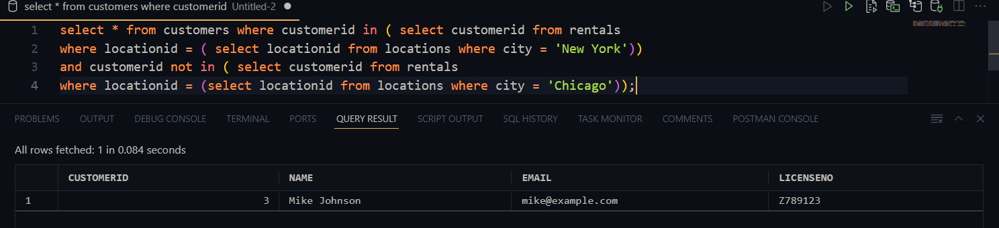 select * from customers where customerid Untitled-2
1 select * from customers where customerid in ( select customerid from rentals
2 where locationid = ( select locationid from locations where city = 'New York'))
3 and customerid not in ( select customerid from rentals
4 where locationid = (select locationid from locations where city = 'Chicago'));
PROBLEMS OUTPUT DEBUG CONSOLE TERMINAL PORTS QUERY RESULT SCRIPT OUTPUT SQL HISTORY TASK MONITOR COMMENTS POSTMAN CONSOLE
All rows fetched: 1 in 0.084 seconds
CUSTOMERID NAME EMAIL LICENSENO
1 3 Mike Johnson mike@example.com Z789123